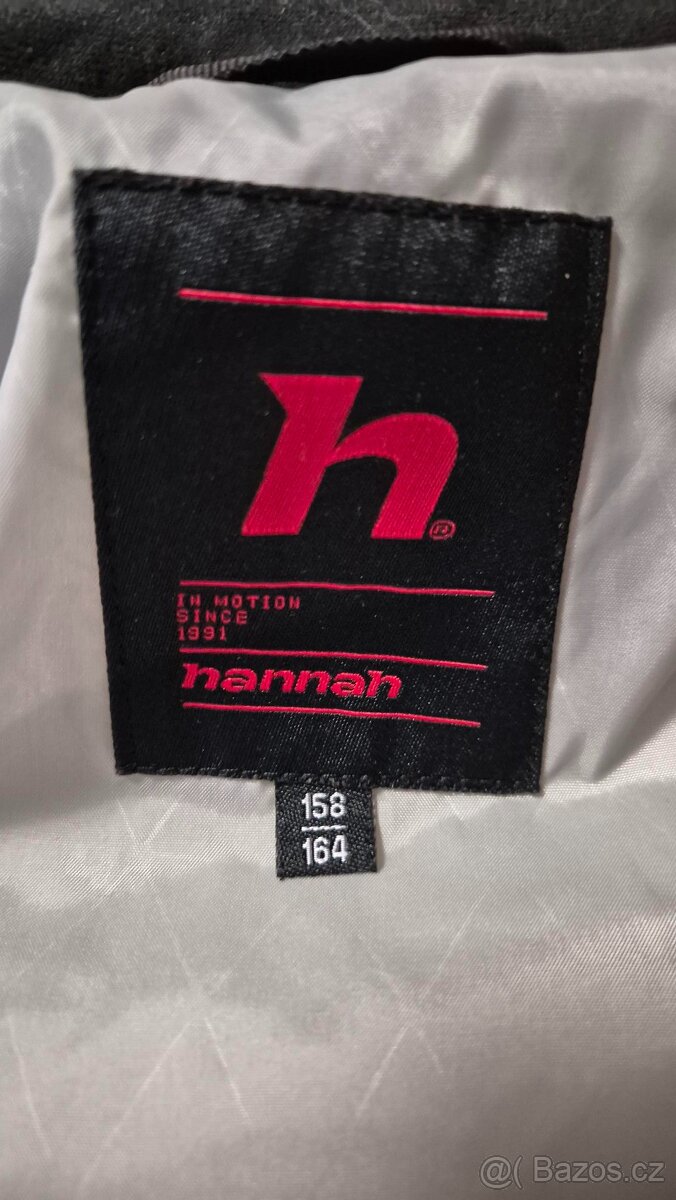 h®
IN MOTION
SINCE
1991
hannah
158
164
@( Bazos.cz